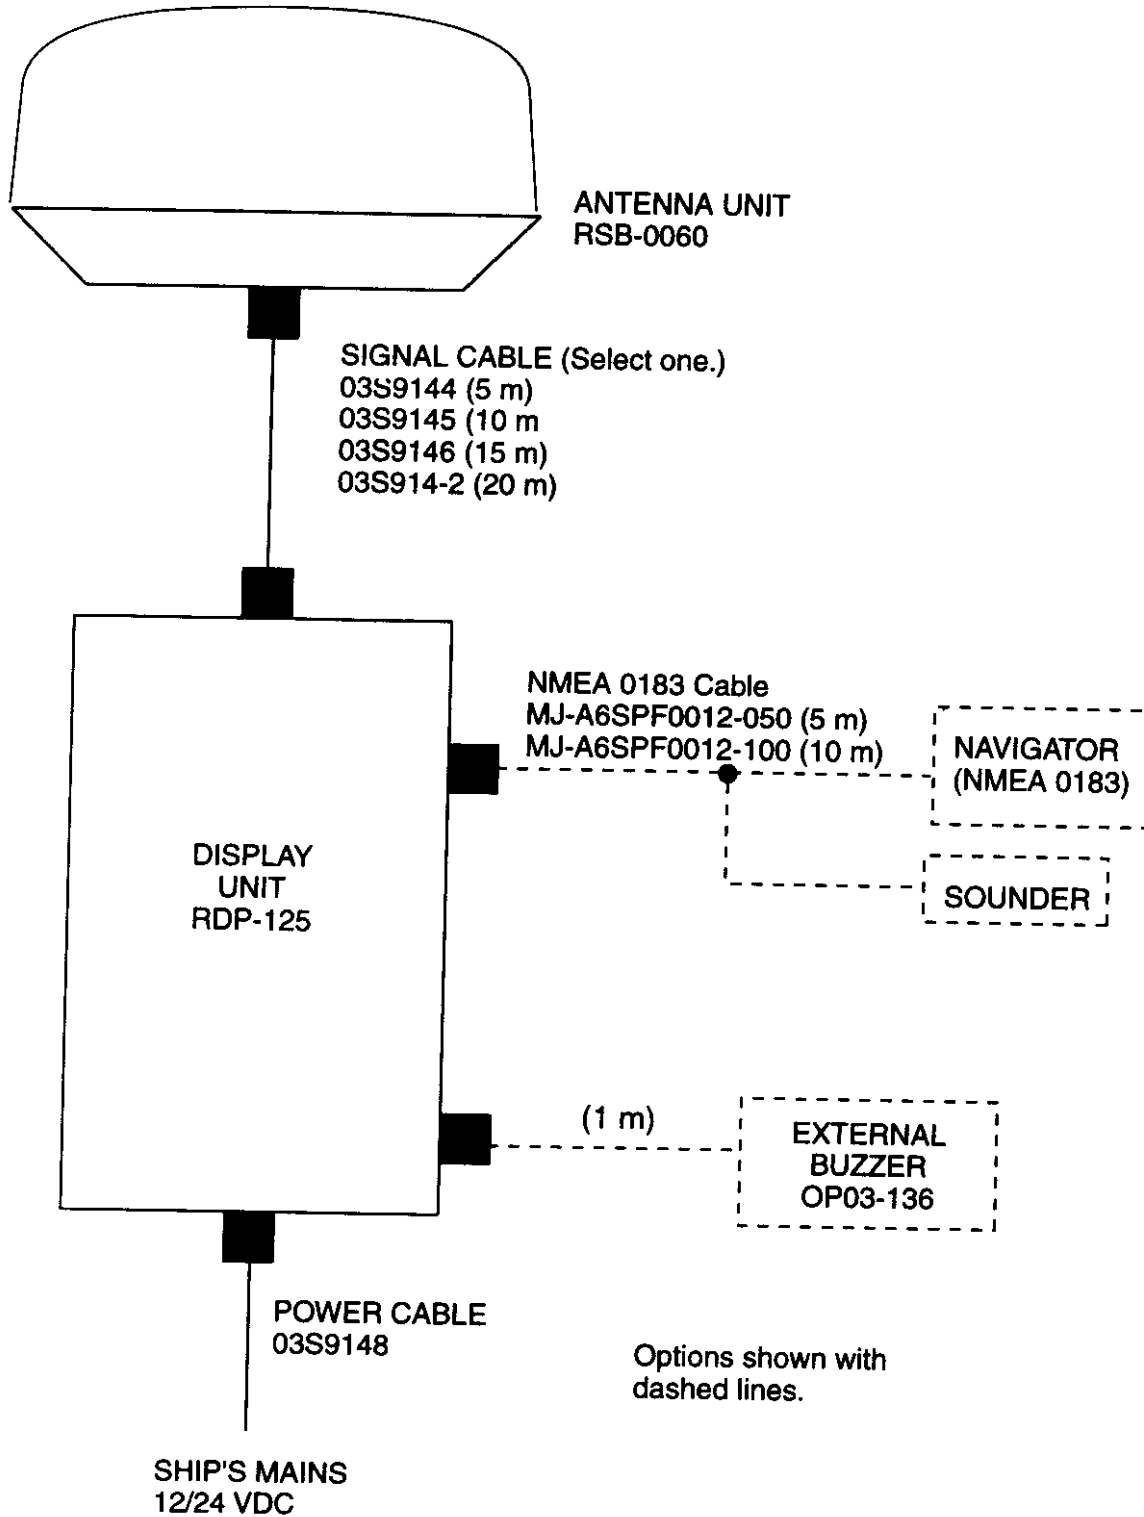 ANTENNA UNIT
RSB-0060
SIGNAL CABLE (Select one.)
03S9144 (5 m)
03S9145 (10 m
03S9146 (15 m)
03S914-2 (20 m)
NMEA 0183 Cable
MJ-A6SPF0012-050 (5 m)
MJ-A6SPF0012-100 (10 m)
NAVIGATOR
(NMEA 0183)
SOUNDER
DISPLAY
UNIT
RDP-125
(1 m)
EXTERNAL
BUZZER
OP03-136
POWER CABLE
03S9148
Options shown with
dashed lines.
SHIP'S MAINS
12/24 VDC